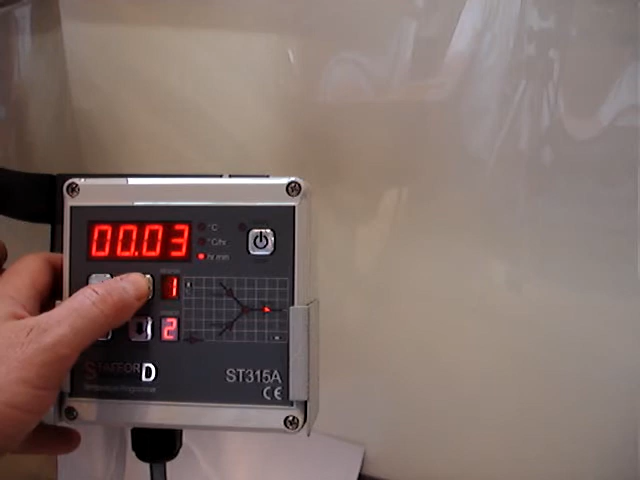 00.03
°C
°C/hr
hr.min
1
2
STAFFORD
ST315A
CE